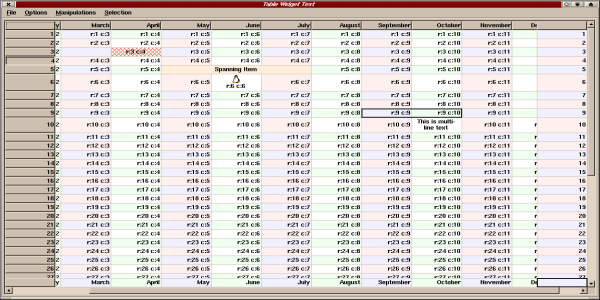 Table Widget Test
File Options Manipulations Selection
y March April May June July August September October November De
1 2 r:1 c:3 r:1 c:4 r:1 c:5 r:1 c:6 r:1 c:7 r:1 c:8 r:1 c:9 r:1 c:10 r:1 c:11 1
2 2 r:2 c:3 r:2 c:4 r:2 c:5 r:2 c:6 r:2 c:7 r:2 c:8 r:2 c:9 r:2 c:10 r:2 c:11 2
3 2 r:3 c:3 r:3 c:4 r:3 c:5 r:3 c:6 r:3 c:7 r:3 c:8 r:3 c:9 r:3 c:10 r:3 c:11 3
4 2 r:4 c:3 r:4 c:4 r:4 c:5 r:4 c:6 r:4 c:7 r:4 c:8 r:4 c:9 r:4 c:10 r:4 c:11 4
5 2 r:5 c:3 r:5 c:4 Spanning Item r:5 c:8 r:5 c:9 r:5 c:10 r:5 c:11 5
6 2 r:6 c:3 r:6 c:4 r:6 c:5 r:6 c:6 r:6 c:7 r:6 c:8 r:6 c:9 r:6 c:10 r:6 c:11 6
7 2 r:7 c:3 r:7 c:4 r:7 c:5 r:7 c:6 r:7 c:7 r:7 c:8 r:7 c:9 r:7 c:10 r:7 c:11 7
8 2 r:8 c:3 r:8 c:4 r:8 c:5 r:8 c:6 r:8 c:7 r:8 c:8 r:8 c:9 r:8 c:10 r:8 c:11 8
9 2 r:9 c:3 r:9 c:4 r:9 c:5 r:9 c:6 r:9 c:7 r:9 c:8 r:9 c:9 r:9 c:10 r:9 c:11 9
10 2 r:10 c:3 r:10 c:4 r:10 c:5 r:10 c:6 r:10 c:7 r:10 c:8 r:10 c:9 This is multi-
line text r:10 c:11 r 10
11 2 r:11 c:3 r:11 c:4 r:11 c:5 r:11 c:6 r:11 c:7 r:11 c:8 r:11 c:9 r:11 c:10 r:11 c:11 r 11
12 2 r:12 c:3 r:12 c:4 r:12 c:5 r:12 c:6 r:12 c:7 r:12 c:8 r:12 c:9 r:12 c:10 r:12 c:11 r 12
13 2 r:13 c:3 r:13 c:4 r:13 c:5 r:13 c:6 r:13 c:7 r:13 c:8 r:13 c:9 r:13 c:10 r:13 c:11 r 13
14 2 r:14 c:3 r:14 c:4 r:14 c:5 r:14 c:6 r:14 c:7 r:14 c:8 r:14 c:9 r:14 c:10 r:14 c:11 r 14
15 2 r:15 c:3 r:15 c:4 r:15 c:5 r:15 c:6 r:15 c:7 r:15 c:8 r:15 c:9 r:15 c:10 r:15 c:11 r 15
16 2 r:16 c:3 r:16 c:4 r:16 c:5 r:16 c:6 r:16 c:7 r:16 c:8 r:16 c:9 r:16 c:10 r:16 c:11 r 16
17 2 r:17 c:3 r:17 c:4 r:17 c:5 r:17 c:6 r:17 c:7 r:17 c:8 r:17 c:9 r:17 c:10 r:17 c:11 r 17
18 2 r:18 c:3 r:18 c:4 r:18 c:5 r:18 c:6 r:18 c:7 r:18 c:8 r:18 c:9 r:18 c:10 r:18 c:11 r 18
19 2 r:19 c:3 r:19 c:4 r:19 c:5 r:19 c:6 r:19 c:7 r:19 c:8 r:19 c:9 r:19 c:10 r:19 c:11 r 19
20 2 r:20 c:3 r:20 c:4 r:20 c:5 r:20 c:6 r:20 c:7 r:20 c:8 r:20 c:9 r:20 c:10 r:20 c:11 r 20
21 2 r:21 c:3 r:21 c:4 r:21 c:5 r:21 c:6 r:21 c:7 r:21 c:8 r:21 c:9 r:21 c:10 r:21 c:11 r 21
22 2 r:22 c:3 r:22 c:4 r:22 c:5 r:22 c:6 r:22 c:7 r:22 c:8 r:22 c:9 r:22 c:10 r:22 c:11 r 22
23 2 r:23 c:3 r:23 c:4 r:23 c:5 r:23 c:6 r:23 c:7 r:23 c:8 r:23 c:9 r:23 c:10 r:23 c:11 r 23
24 2 r:24 c:3 r:24 c:4 r:24 c:5 r:24 c:6 r:24 c:7 r:24 c:8 r:24 c:9 r:24 c:10 r:24 c:11 r 24
25 2 r:25 c:3 r:25 c:4 r:25 c:5 r:25 c:6 r:25 c:7 r:25 c:8 r:25 c:9 r:25 c:10 r:25 c:11 r 25
26 2 r:26 c:3 r:26 c:4 r:26 c:5 r:26 c:6 r:26 c:7 r:26 c:8 r:26 c:9 r:26 c:10 r:26 c:11 r 26
27 2 r:27 c:3 r:27 c:4 r:27 c:5 r:27 c:6 r:27 c:7 r:27 c:8 r:27 c:9 r:27 c:10 r:27 c:11 r 27
y March April May June July August September October November De